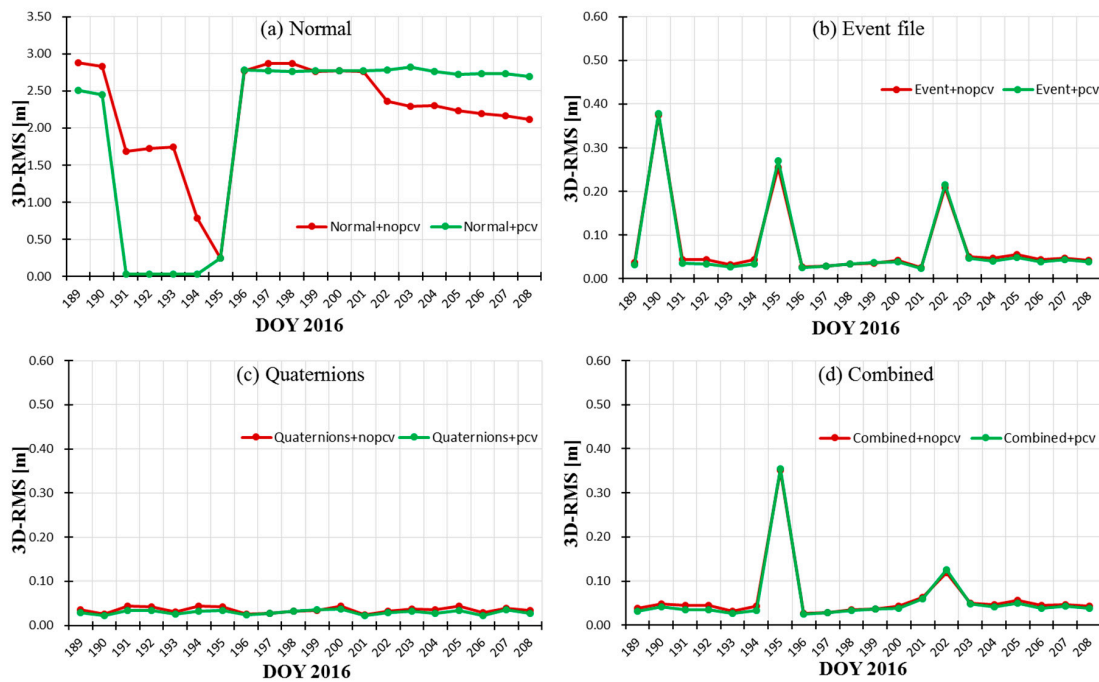 (a) Normal
3D-RMS [m]
3.50
3.00
2.50
2.00
1.50
1.00
0.50
0.00
Normal+nopcv Normal+pcv
189 190 191 192 193 194 195 196 197 198 199 200 201 202 203 204 205 206 207 208
DOY 2016
(b) Event file
3D-RMS [m]
0.60
0.50
0.40
0.30
0.20
0.10
0.00
Event+nopcv Event+pcv
189 190 191 192 193 194 195 196 197 198 199 200 201 202 203 204 205 206 207 208
DOY 2016
(c) Quaternions
3D-RMS [m]
0.60
0.50
0.40
0.30
0.20
0.10
0.00
Quaternions+nopcv Quaternions+pcv
189 190 191 192 193 194 195 196 197 198 199 200 201 202 203 204 205 206 207 208
DOY 2016
(d) Combined
3D-RMS [m]
0.60
0.50
0.40
0.30
0.20
0.10
0.00
Combined+nopcv Combined+pcv
189 190 191 192 193 194 195 196 197 198 199 200 201 202 203 204 205 206 207 208
DOY 2016